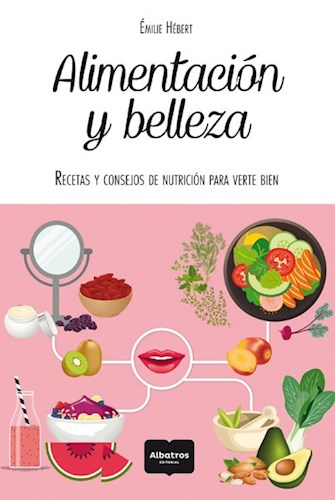 Émilie Hébert
Alimentación
y belleza
Recetas y consejos de nutrición para verte bien
Albatros
EDITORIAL